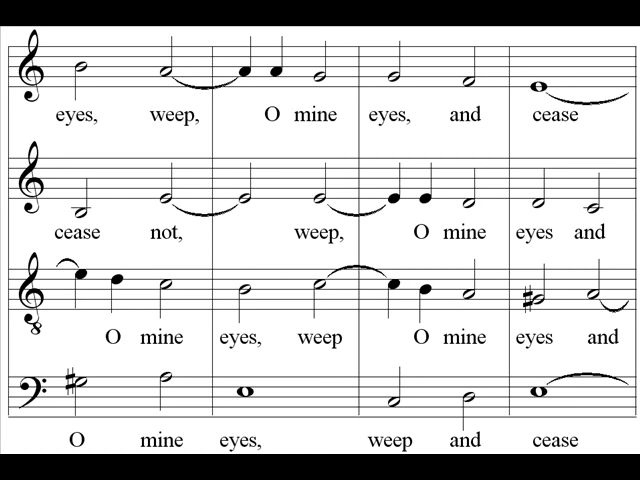 eyes, weep, O mine eyes, and cease
cease not, weep, O mine eyes and
O mine eyes, weep O mine eyes and
O mine eyes, weep and cease